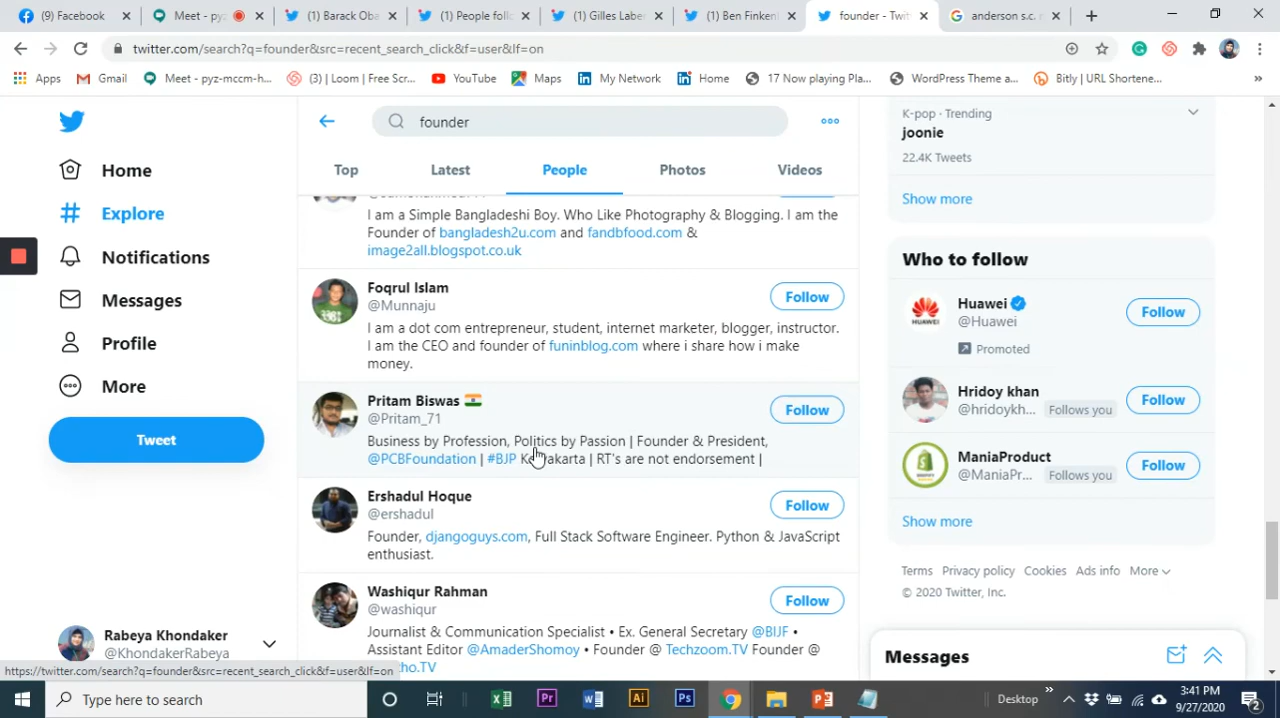 (9) Facebook
Meet - pyz
(1) Barack Oba
(1) People follo
(1) Gilles Laber
(1) Ben Finken
founder - Twit
anderson s.c. m
twitter.com/search?q=founder&src=recent_search_click&f=user&lf=on
Apps
Gmail
Meet - pyz-mccm-h...
(3) | Loom | Free Scr...
YouTube
Maps
My Network
Home
17 Now playing Pla...
WordPress Theme a...
Bitly | URL Shortene...
Home
Explore
Notifications
Messages
Profile
More
Tweet
Rabeya Khondaker
@KhondakerRabeya
founder
Top
Latest
People
Photos
Videos
I am a Simple Bangladeshi Boy. Who Like Photography & Blogging. I am the
Founder of bangladesh2u.com and fandbfood.com &
image2all.blogspot.co.uk
Foqrul Islam
@Munnaju
Follow
I am a dot com entrepreneur, student, internet marketer, blogger, instructor.
I am the CEO and founder of funinblog.com where i share how i make
money.
Pritam Biswas
@Pritam_71
Follow
Business by Profession, Politics by Passion | Founder & President,
@PCBFoundation | #BJP | RT's are not endorsement |
Ershadul Hoque
@ershadul
Follow
Founder, djangoguys.com, Full Stack Software Engineer. Python & JavaScript
enthusiast.
Washiqur Rahman
@washiqur
Follow
Journalist & Communication Specialist • Ex. General Secretary @BIJF •
Assistant Editor @AmaderShomoy • Founder @ Techzoom.TV Founder @
K-pop · Trending
joonie
22.4K Tweets
Show more
Who to follow
Huawei
@Huawei
Promoted
Follow
Hridoy khan
@hridoykh... Follows you
Follow
ManiaProduct
@ManiaPr... Follows you
Follow
Show more
Terms Privacy policy Cookies Ads info More
© 2020 Twitter, Inc.
Messages
https://twitter.com/search?q=founder&src=recent_search_click&f=user&lf=on
Type here to search
Desktop
3:41 PM
9/27/2020
2